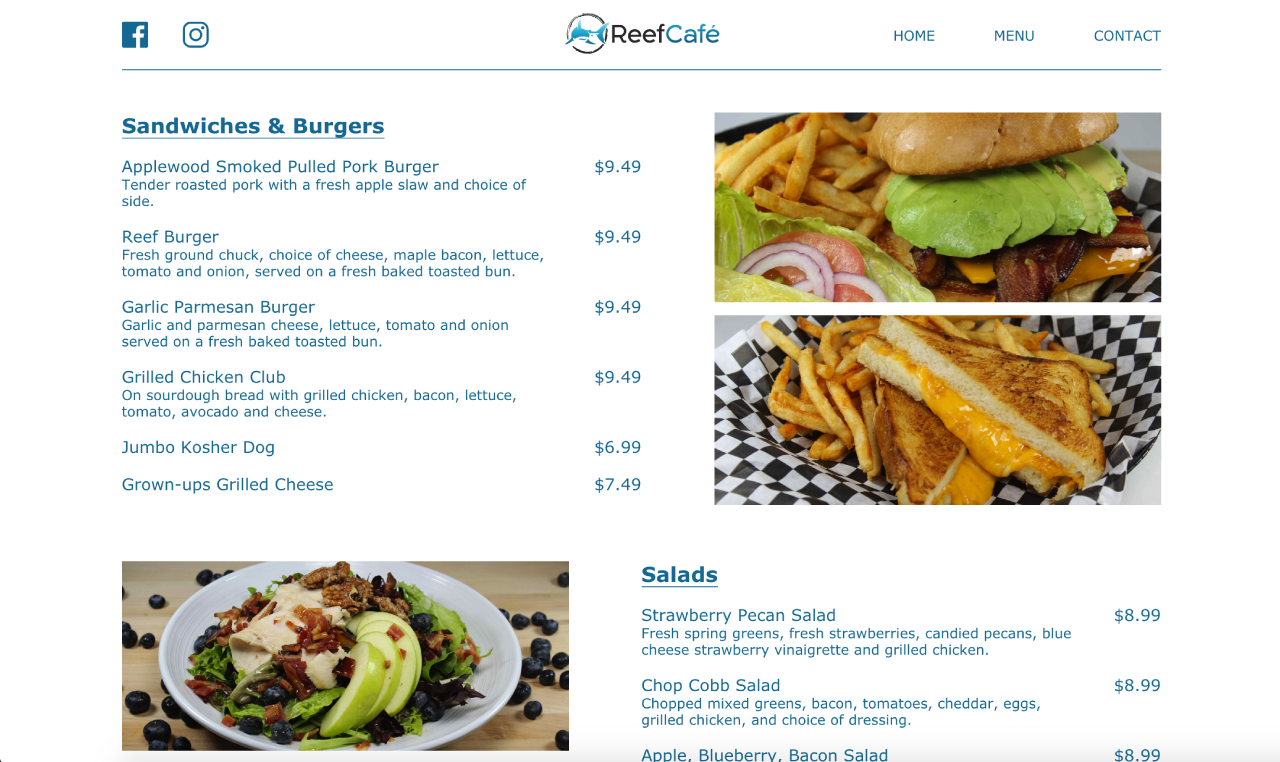 ReefCafé
HOME
MENU
CONTACT
Sandwiches & Burgers
Applewood Smoked Pulled Pork Burger $9.49
Tender roasted pork with a fresh apple slaw and choice of
side.
Reef Burger $9.49
Fresh ground chuck, choice of cheese, maple bacon, lettuce,
tomato and onion, served on a fresh baked toasted bun.
Garlic Parmesan Burger $9.49
Garlic and parmesan cheese, lettuce, tomato and onion
served on a fresh baked toasted bun.
Grilled Chicken Club $9.49
On sourdough bread with grilled chicken, bacon, lettuce,
tomato, avocado and cheese.
Jumbo Kosher Dog $6.99
Grown-ups Grilled Cheese $7.49
Salads
Strawberry Pecan Salad $8.99
Fresh spring greens, fresh strawberries, candied pecans, blue
cheese strawberry vinaigrette and grilled chicken.
Chop Cobb Salad $8.99
Chopped mixed greens, bacon, tomatoes, cheddar, eggs,
grilled chicken, and choice of dressing.
Apple, Blueberry, Bacon Salad $8.99